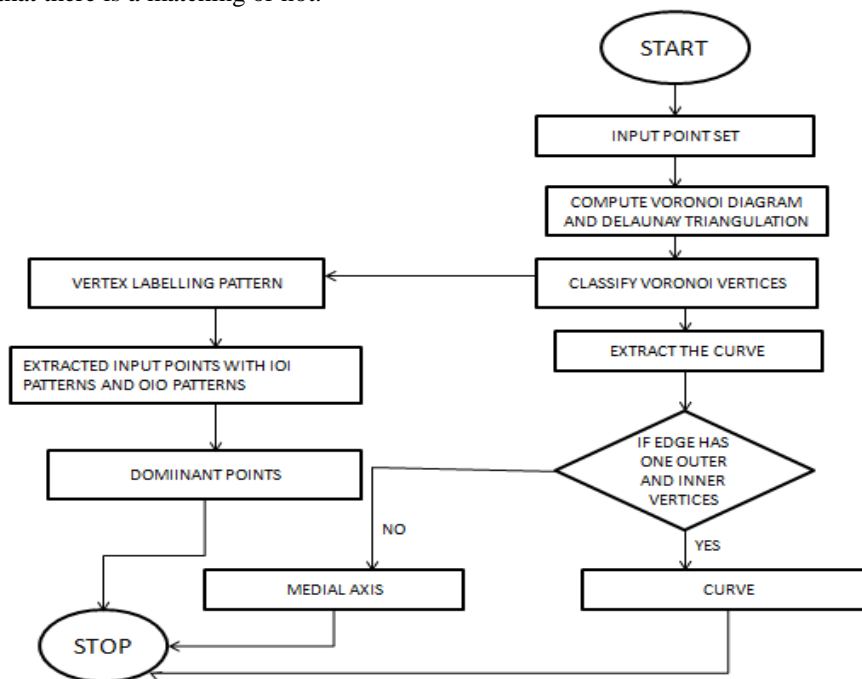 that there is a matching or not.
START
INPUT POINT SET
COMPUTE VORONOI DIAGRAM
AND DELAUNAY TRIANGULATION
VERTEX LABELLING PATTERN
CLASSIFY VORONOI VERTICES
EXTRACT THE CURVE
EXTRACTED INPUT POINTS WITH IOI
PATTERNS AND OIO PATTERNS
IF EDGE HAS
ONE OUTER
AND INNER
VERTICES
DOMIINANT POINTS
NO
YES
MEDIAL AXIS
CURVE
STOP